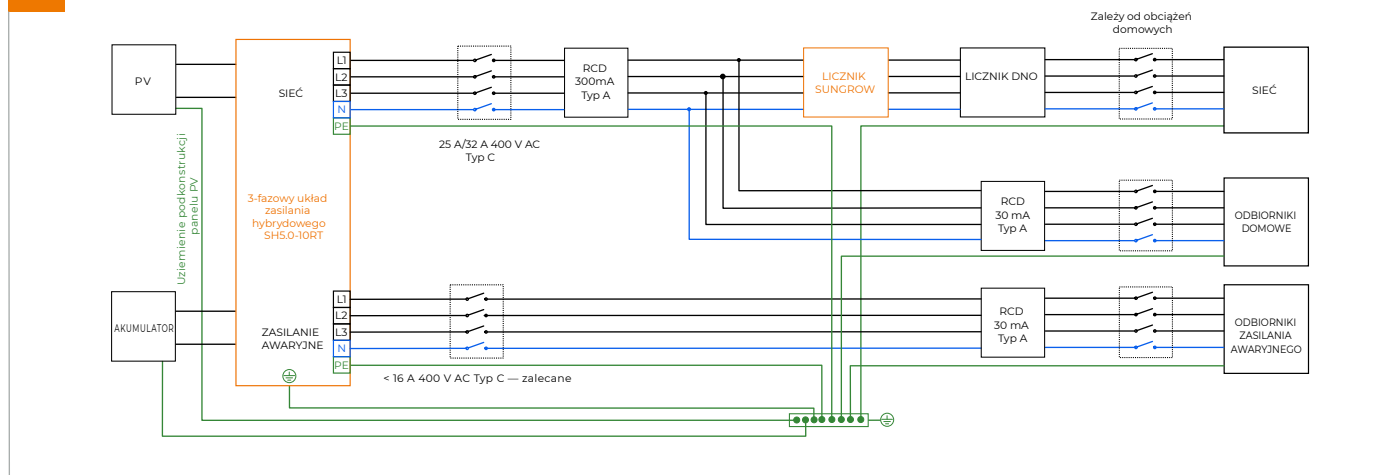 Zależy od obciążeń
domowych
PV
SIEĆ
L1
L2
L3
N
PE
RCD
300mA
Typ A
LICZNIK
SUNGROW
LICZNIK DNO
SIEĆ
25 A/32 A 400 V AC
Typ C
Uziemienie podkonstrukcji
panelu PV
3-fazowy układ
zasilania
hybrydowego
SH5.0-10RT
RCD
30 mA
Typ A
ODBIORNIKI
DOMOWE
AKUMULATOR
ZASILANIE
AWARYJNE
L1
L2
L3
N
PE
RCD
30 mA
Typ A
ODBIORNIKI
ZASILANIA
AWARYJNEGO
< 16 A 400 V AC Typ C — zalecane